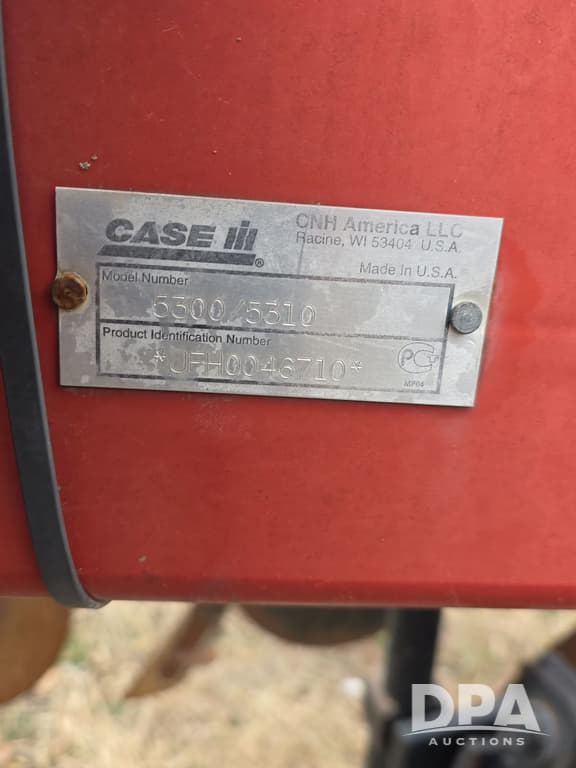 CASE IH®
CNH America LLC
Racine, WI 53404 U.S.A.
Made in U.S.A.
Model Number
5300/5310
Product Identification Number
*JFH0046710*
MP04
DPA
AUCTIONS